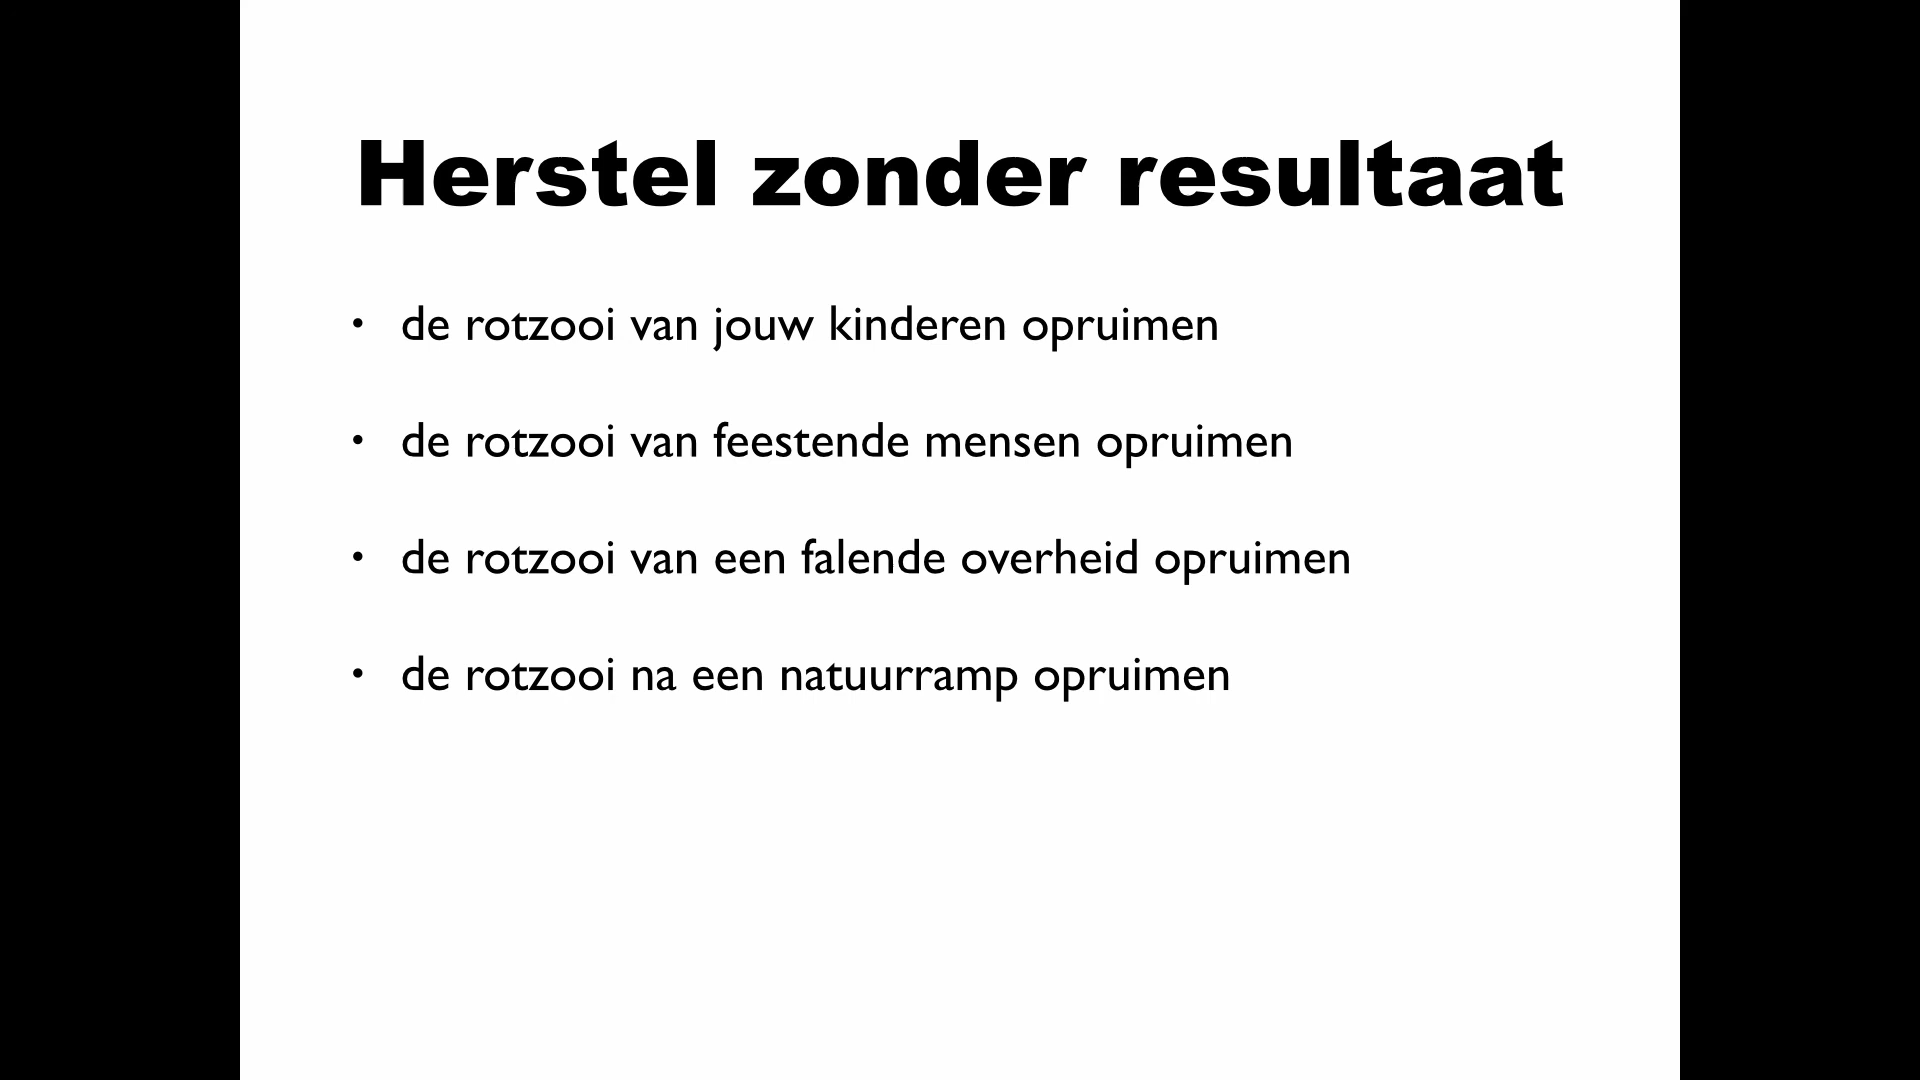 Herstel zonder resultaat
• de rotzooi van jouw kinderen opruimen
• de rotzooi van feestende mensen opruimen
• de rotzooi van een falende overheid opruimen
• de rotzooi na een natuurramp opruimen